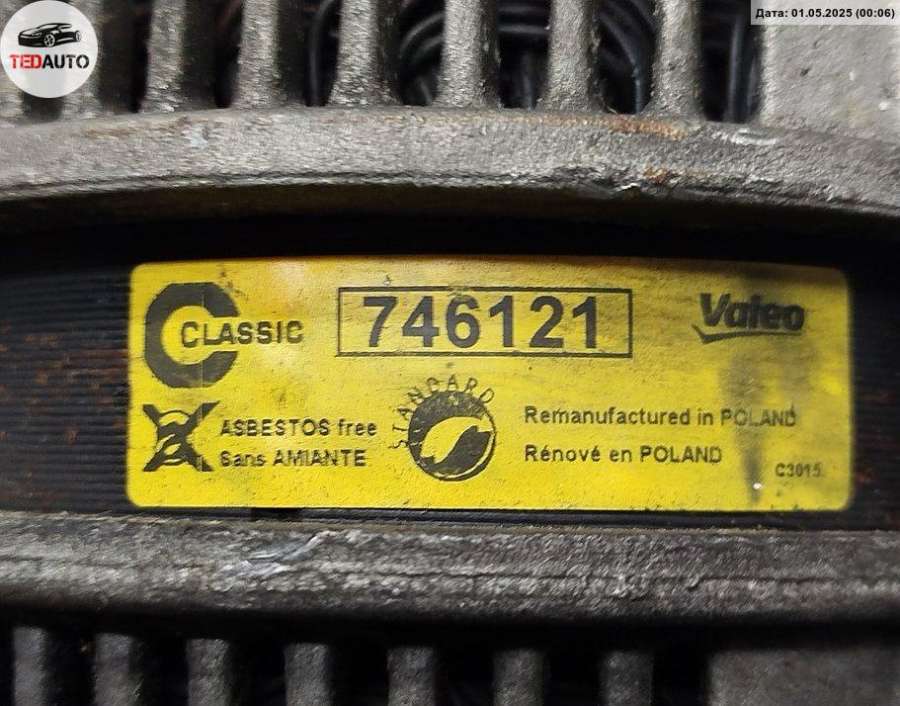 Дата: 01.05.2025 (00:06)
TEDAUTO
C CLASSIC
746121
Valeo
STANDARD
ASBESTOS free
Sans AMIANTE
Remanufactured in POLAND
Rénové en POLAND
C3015